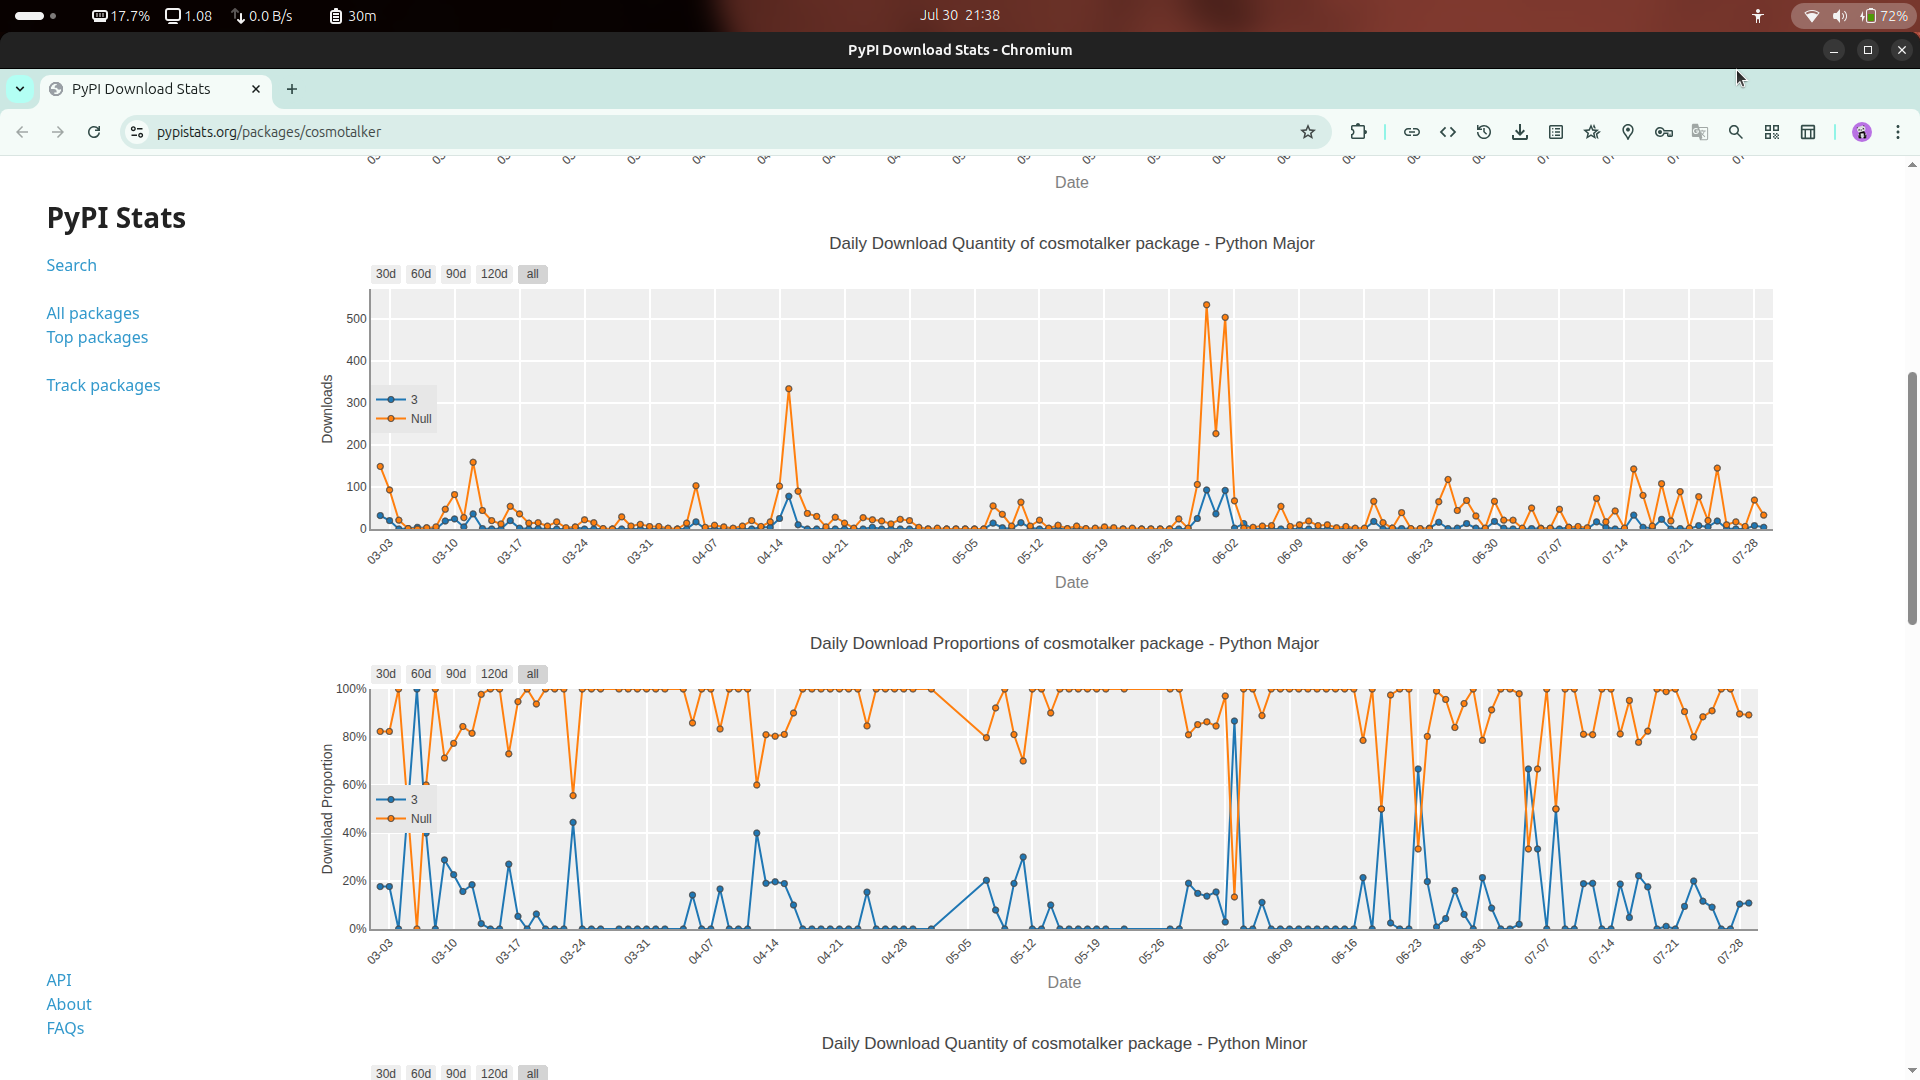 17.7% 1.08 0.0 B/s 30m Jul 30 21:38 72%
PyPI Download Stats - Chromium
PyPI Download Stats
pypistats.org/packages/cosmotalker
Date
PyPI Stats
Search
All packages
Top packages
Track packages
API
About
FAQs
Daily Download Quantity of cosmotalker package - Python Major
30d 60d 90d 120d all
Downloads
500
400
300
200
100
0
3
Null
03-03 03-10 03-17 03-24 03-31 04-07 04-14 04-21 04-28 05-05 05-12 05-19 05-26 06-02 06-09 06-16 06-23 06-30 07-07 07-14 07-21 07-28
Date
Daily Download Proportions of cosmotalker package - Python Major
30d 60d 90d 120d all
Download Proportion
100%
80%
60%
40%
20%
0%
3
Null
03-03 03-10 03-17 03-24 03-31 04-07 04-14 04-21 04-28 05-05 05-12 05-19 05-26 06-02 06-09 06-16 06-23 06-30 07-07 07-14 07-21 07-28
Date
Daily Download Quantity of cosmotalker package - Python Minor
30d 60d 90d 120d all